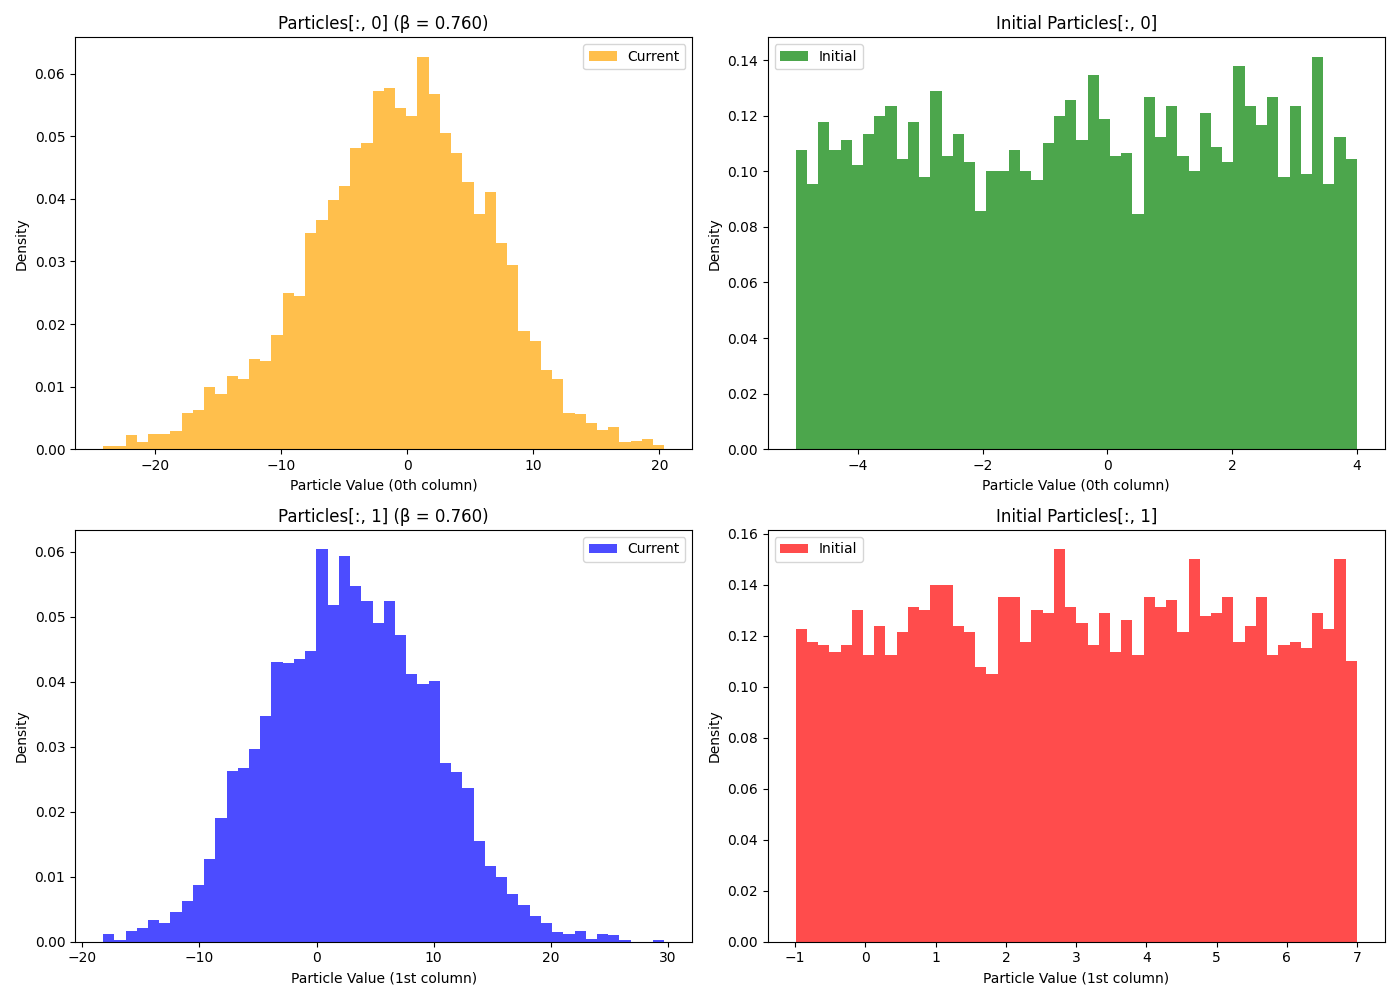 Particles[:, 0] (β = 0.760)
Current
Density
0.06
0.05
0.04
0.03
0.02
0.01
0.00
−20 −10 0 10 20
Particle Value (0th column)
Initial Particles[:, 0]
Initial
Density
0.14
0.12
0.10
0.08
0.06
0.04
0.02
0.00
−4 −2 0 2 4
Particle Value (0th column)
Particles[:, 1] (β = 0.760)
Current
Density
0.06
0.05
0.04
0.03
0.02
0.01
0.00
−20 −10 0 10 20 30
Particle Value (1st column)
Initial Particles[:, 1]
Initial
Density
0.16
0.14
0.12
0.10
0.08
0.06
0.04
0.02
0.00
−1 0 1 2 3 4 5 6 7
Particle Value (1st column)